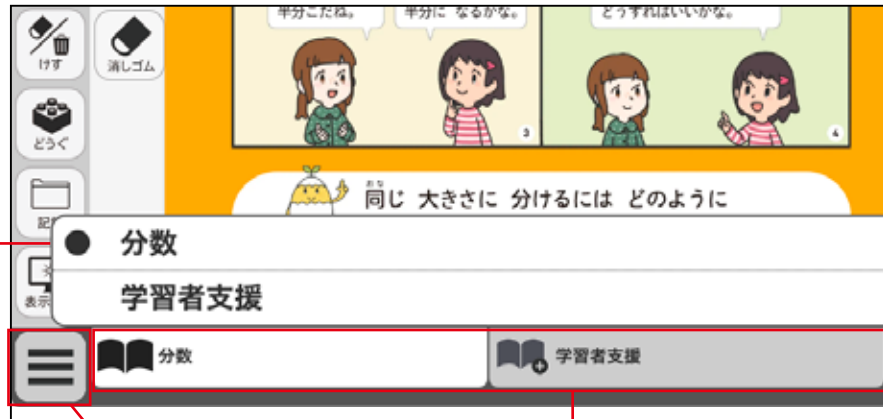 半分こだね。
半分に なるかな。
どうすればいいかな。
けす
消しゴム
どうぐ
3
4
おな
同じ 大きさに 分けるには どのように
分数
学習者支援
分数
学習者支援